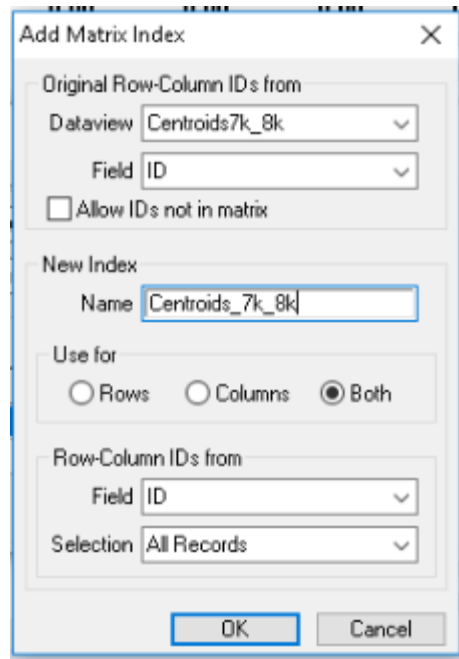 Add Matrix Index
Original Row-Column IDs from
Dataview Centroids7k_8k
Field ID
Allow IDs not in matrix
New Index
Name Centroids_7k_8k
Use for
Rows Columns Both
Row-Column IDs from
Field ID
Selection All Records
OK Cancel